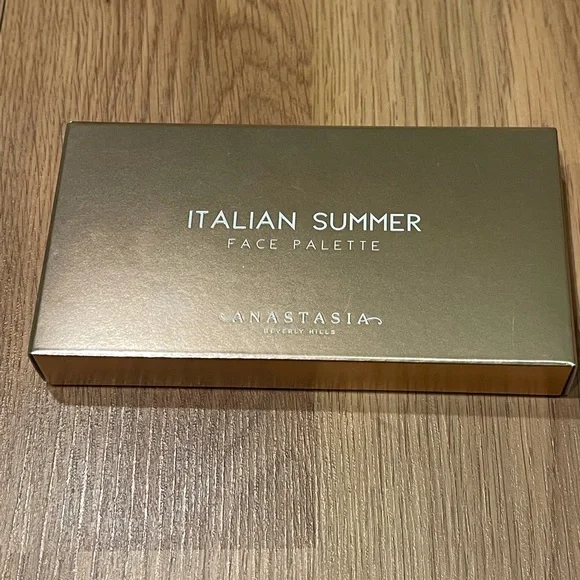 ITALIAN SUMMER
FACE PALETTE
ANASTASIA
BEVERLY HILLS